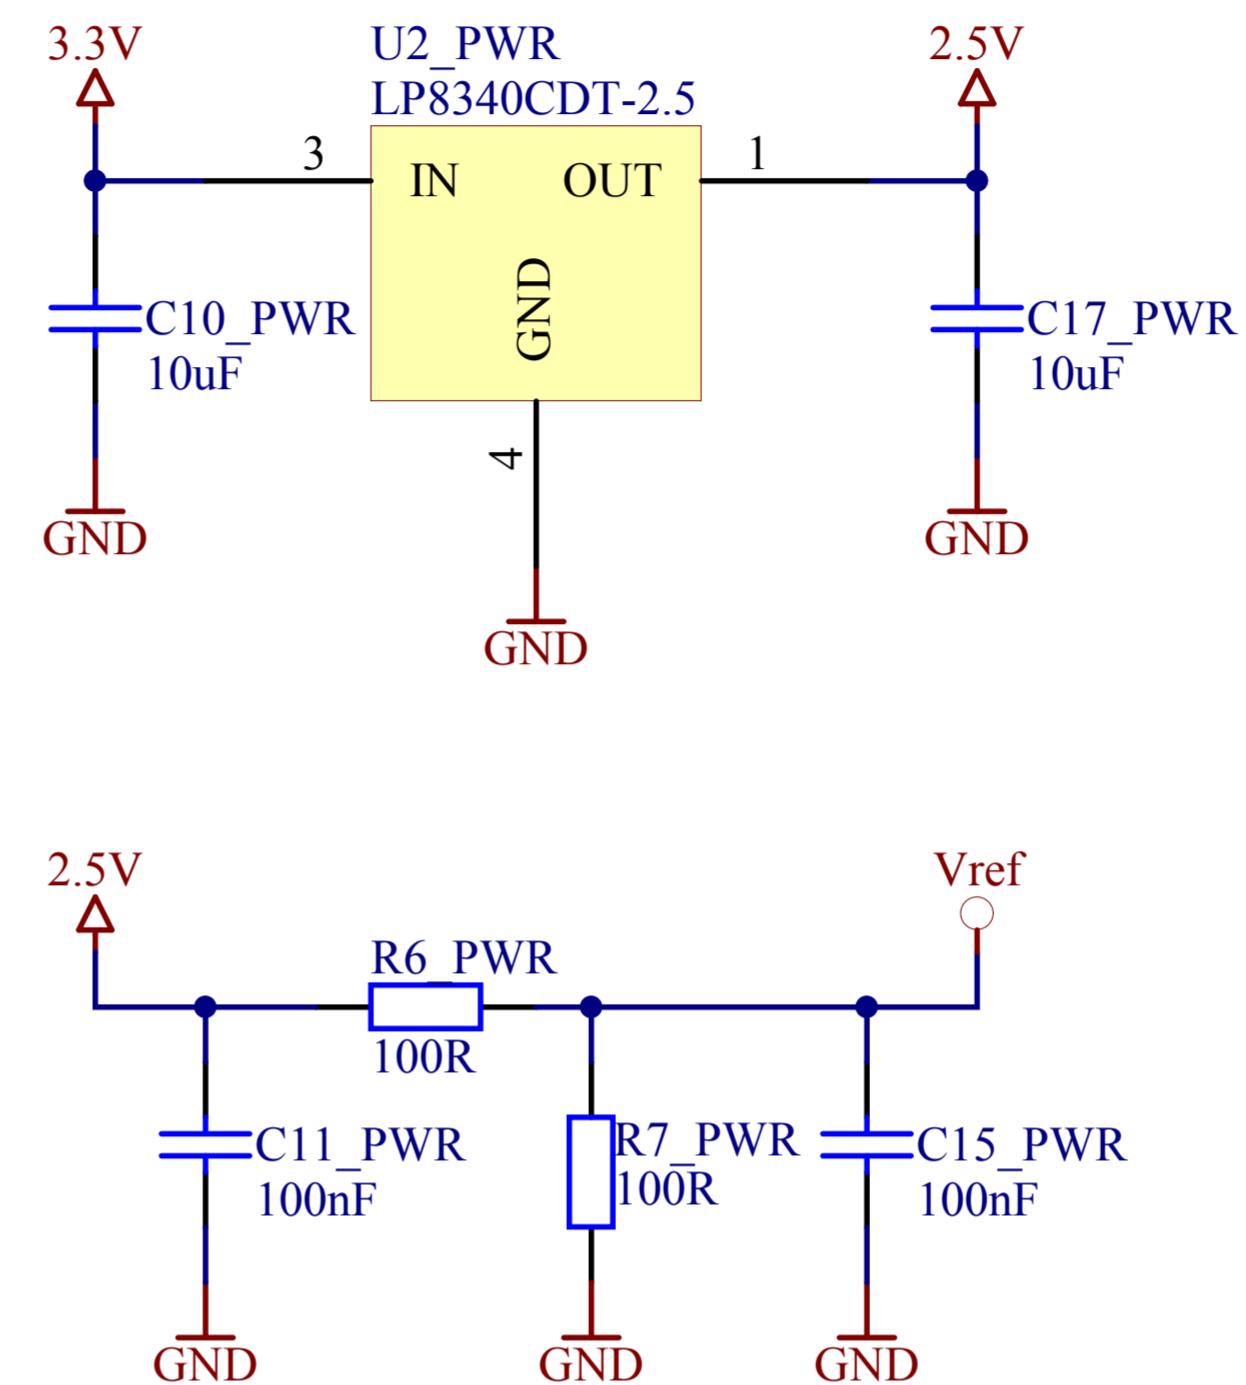 3.3V
U2_PWR
2.5V
LP8340CDT-2.5
3
IN
OUT
1
GND
C10_PWR
10uF
C17_PWR
10uF
4
GND
GND
GND
2.5V
Vref
R6_PWR
100R
C11_PWR
100nF
R7_PWR
100R
C15_PWR
100nF
GND
GND
GND